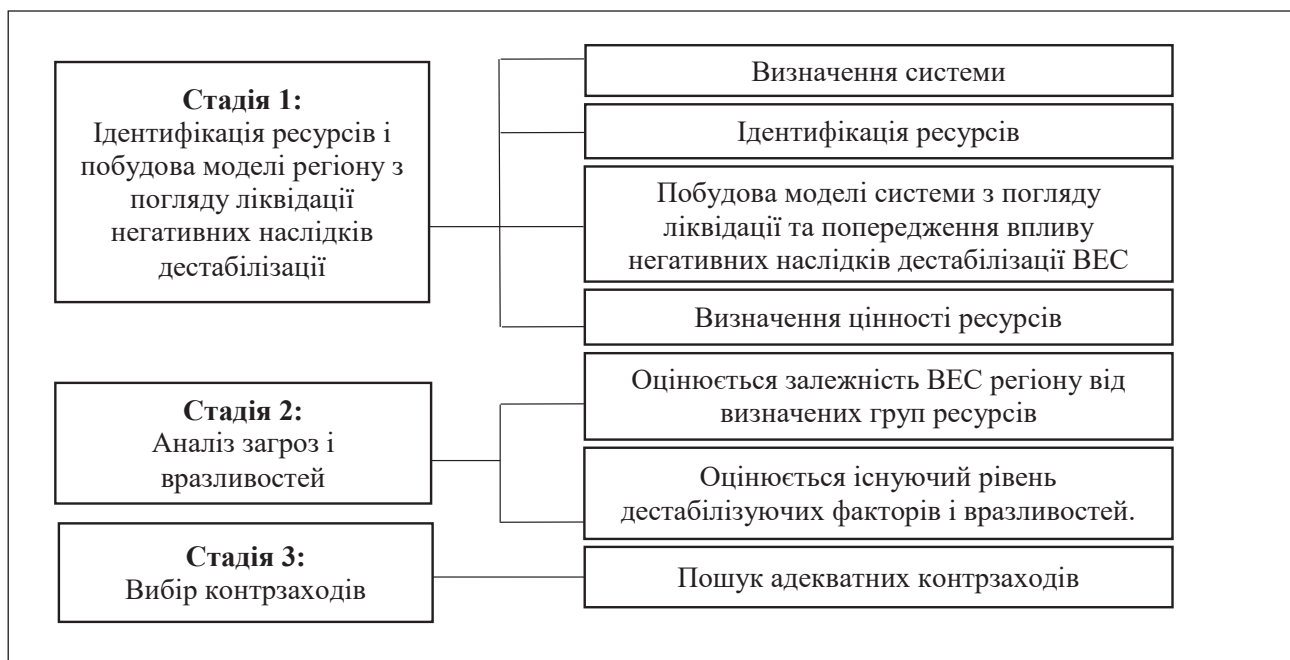 Стадія 1:
Ідентифікація ресурсів і
побудова моделі регіону з
погляду ліквідації
негативних наслідків
дестабілізації
Визначення системи
Ідентифікація ресурсів
Побудова моделі системи з погляду
ліквідації та попередження впливу
негативних наслідків дестабілізації ВЕС
Визначення цінності ресурсів
Стадія 2:
Аналіз загроз і
вразливостей
Оцінюється залежність ВЕС регіону від
визначених груп ресурсів
Оцінюється існуючий рівень
дестабілізуючих факторів і вразливостей.
Стадія 3:
Вибір контрзаходів
Пошук адекватних контрзаходів